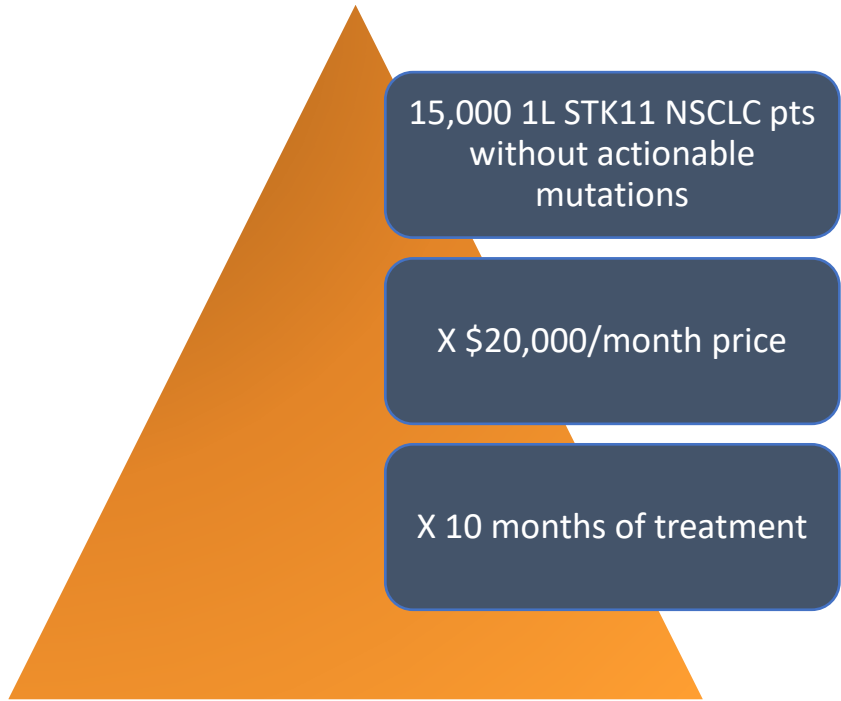 15,000 1L STK11 NSCLC pts
without actionable
mutations
X $20,000/month price
X 10 months of treatment